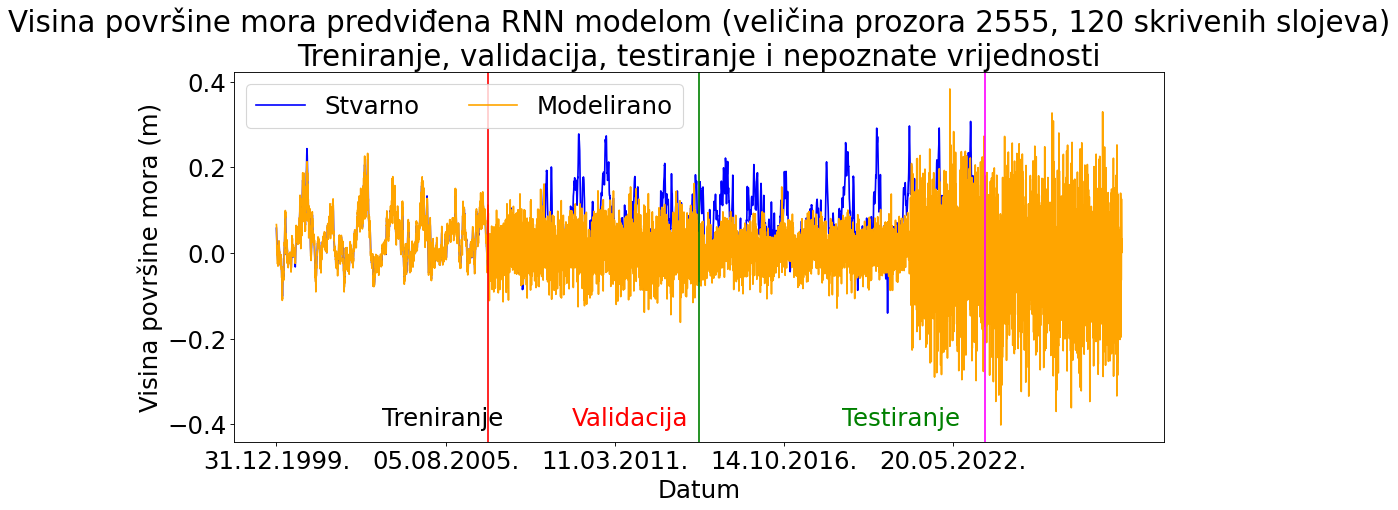 Visina površine mora predviđena RNN modelom (veličina prozora 2555, 120 skrivenih slojeva)
Treniranje, validacija, testiranje i nepoznate vrijednosti
Stvarno Modelirano
Visina površine mora (m)
0.4
0.2
0.0
−0.2
−0.4
Treniranje Validacija Testiranje
31.12.1999. 05.08.2005. 11.03.2011. 14.10.2016. 20.05.2022.
Datum